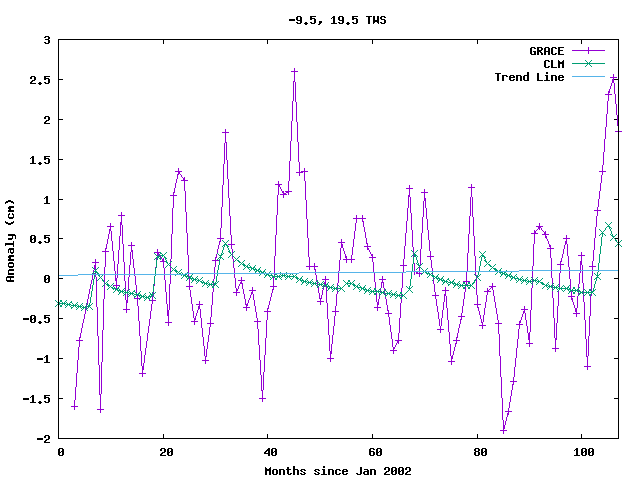 -9.5, 19.5 TWS
GRACE
CLM
Trend Line
Anomaly (cm)
3
2.5
2
1.5
1
0.5
0
-0.5
-1
-1.5
-2
0 20 40 60 80 100
Months since Jan 2002